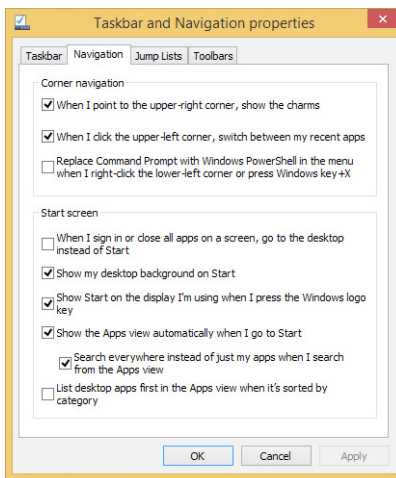 Taskbar and Navigation properties
Taskbar
Navigation
Jump Lists
Toolbars
Corner navigation
When I point to the upper-right corner, show the charms
When I click the upper-left corner, switch between my recent apps
Replace Command Prompt with Windows PowerShell in the menu
when I right-click the lower-left corner or press Windows key+X
Start screen
When I sign in or close all apps on a screen, go to the desktop
instead of Start
Show my desktop background on Start
Show Start on the display I'm using when I press the Windows logo
key
Show the Apps view automatically when I go to Start
Search everywhere instead of just my apps when I search
from the Apps view
List desktop apps first in the Apps view when it's sorted by
category
OK
Cancel
Apply